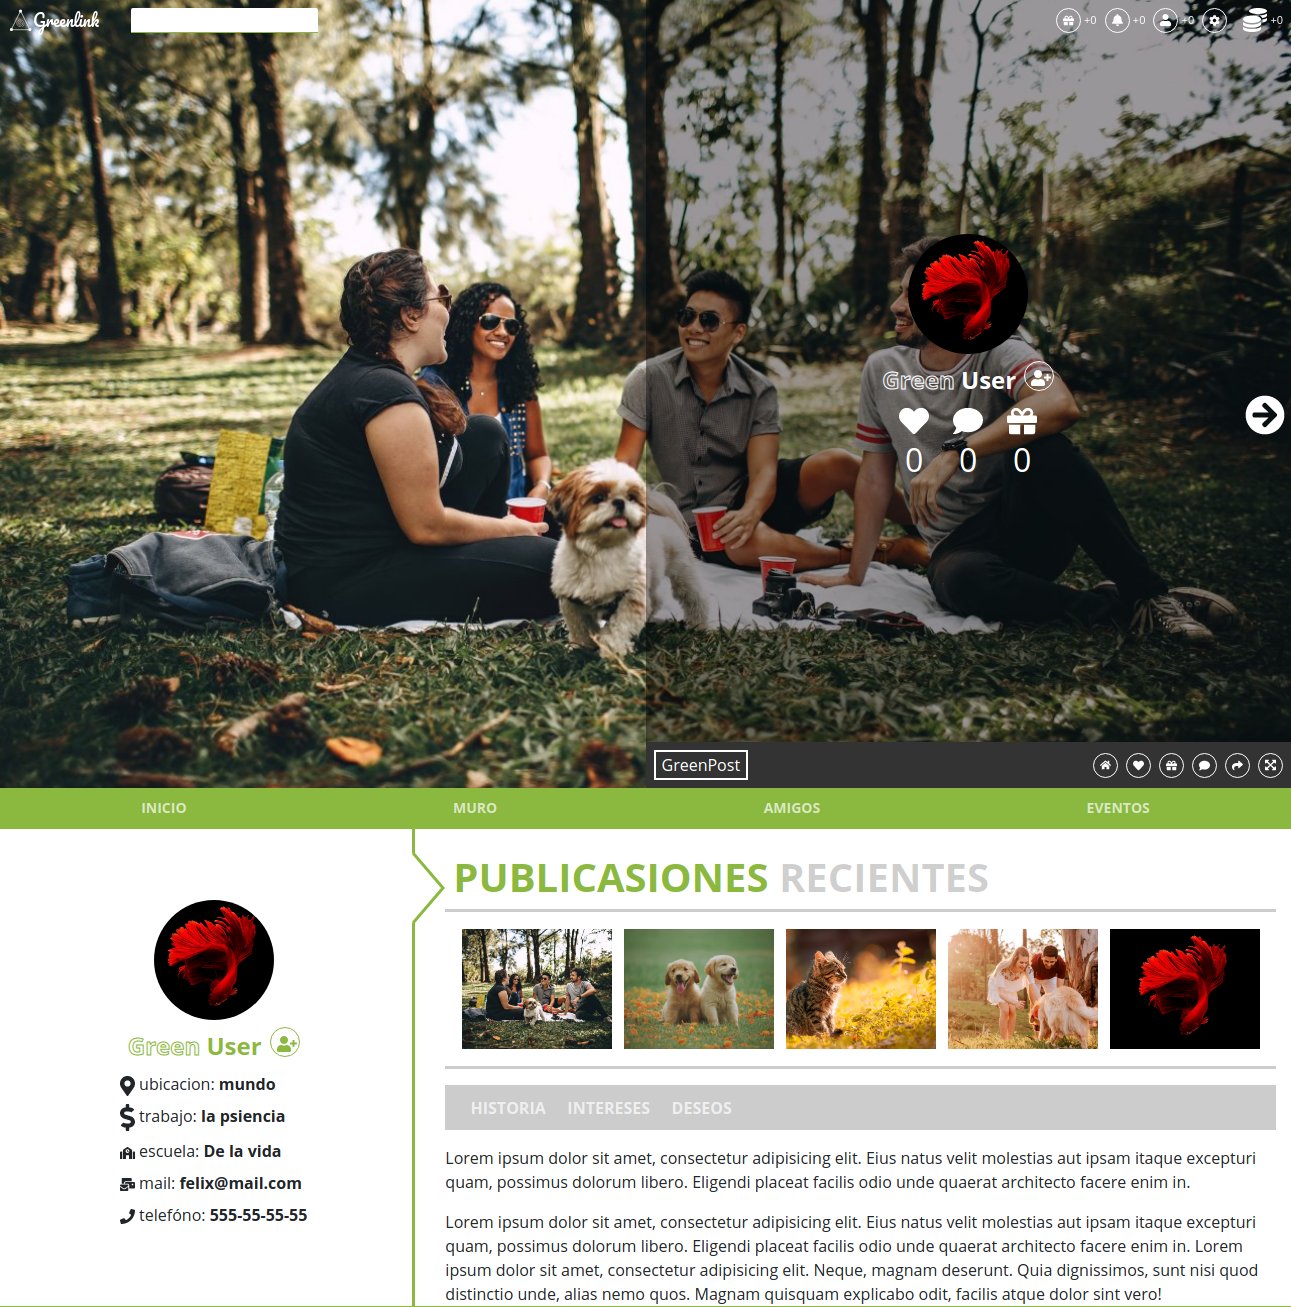 Greenlink
+0 +0 +0 +0
Green User
0 0 0
GreenPost
INICIO MURO AMIGOS EVENTOS
PUBLICASIONES RECIENTES
Green User
ubicacion: mundo
trabajo: la psiencia
escuela: De la vida
mail: felix@mail.com
telefóno: 555-55-55-55
HISTORIA INTERESES DESEOS
Lorem ipsum dolor sit amet, consectetur adipisicing elit. Eius natus velit molestias aut ipsam itaque excepturi
quam, possimus dolorum libero. Eligendi placeat facilis odio unde quaerat architecto facere enim in.
Lorem ipsum dolor sit amet, consectetur adipisicing elit. Eius natus velit molestias aut ipsam itaque excepturi
quam, possimus dolorum libero. Eligendi placeat facilis odio unde quaerat architecto facere enim in. Lorem
ipsum dolor sit amet, consectetur adipisicing elit. Neque, magnam deserunt. Quia dignissimos, sunt nisi quod
distinctio unde, alias nemo quos. Magnam quisquam explicabo odit, facilis atque dolor sint vero!